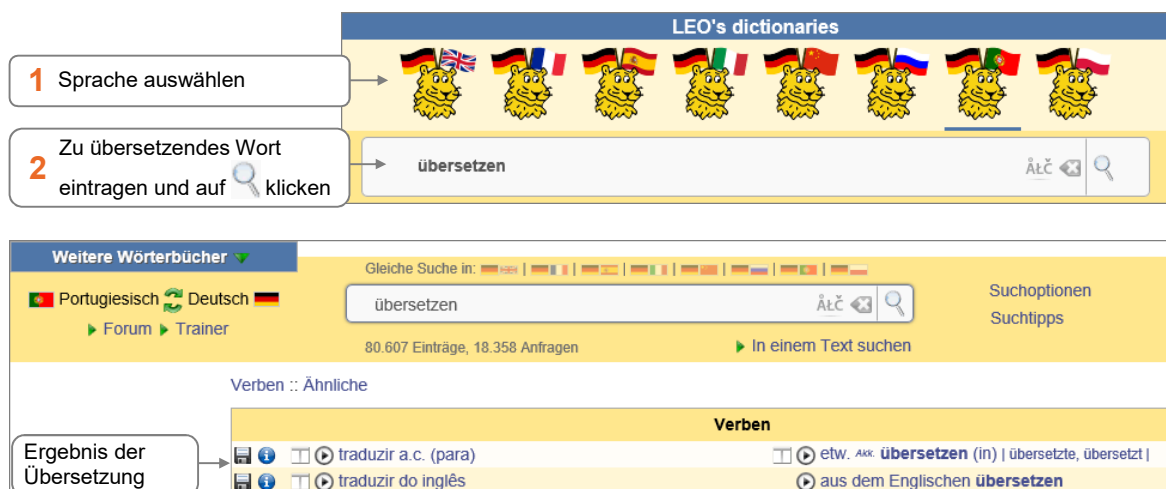 LEO's dictionaries
1 Sprache auswählen
2 Zu übersetzendes Wort
eintragen und auf klicken
übersetzen ÅŁČ
Weitere Wörterbücher
Gleiche Suche in: | | | | | | |
Portugiesisch Deutsch
Forum Trainer
übersetzen ÅŁČ
Suchoptionen
Suchtipps
80.607 Einträge, 18.358 Anfragen
In einem Text suchen
Verben :: Ähnliche
Verben
Ergebnis der
Übersetzung
traduzir a.c. (para) etw. Akk. übersetzen (in) | übersetzte, übersetzt |
traduzir do inglês aus dem Englischen übersetzen